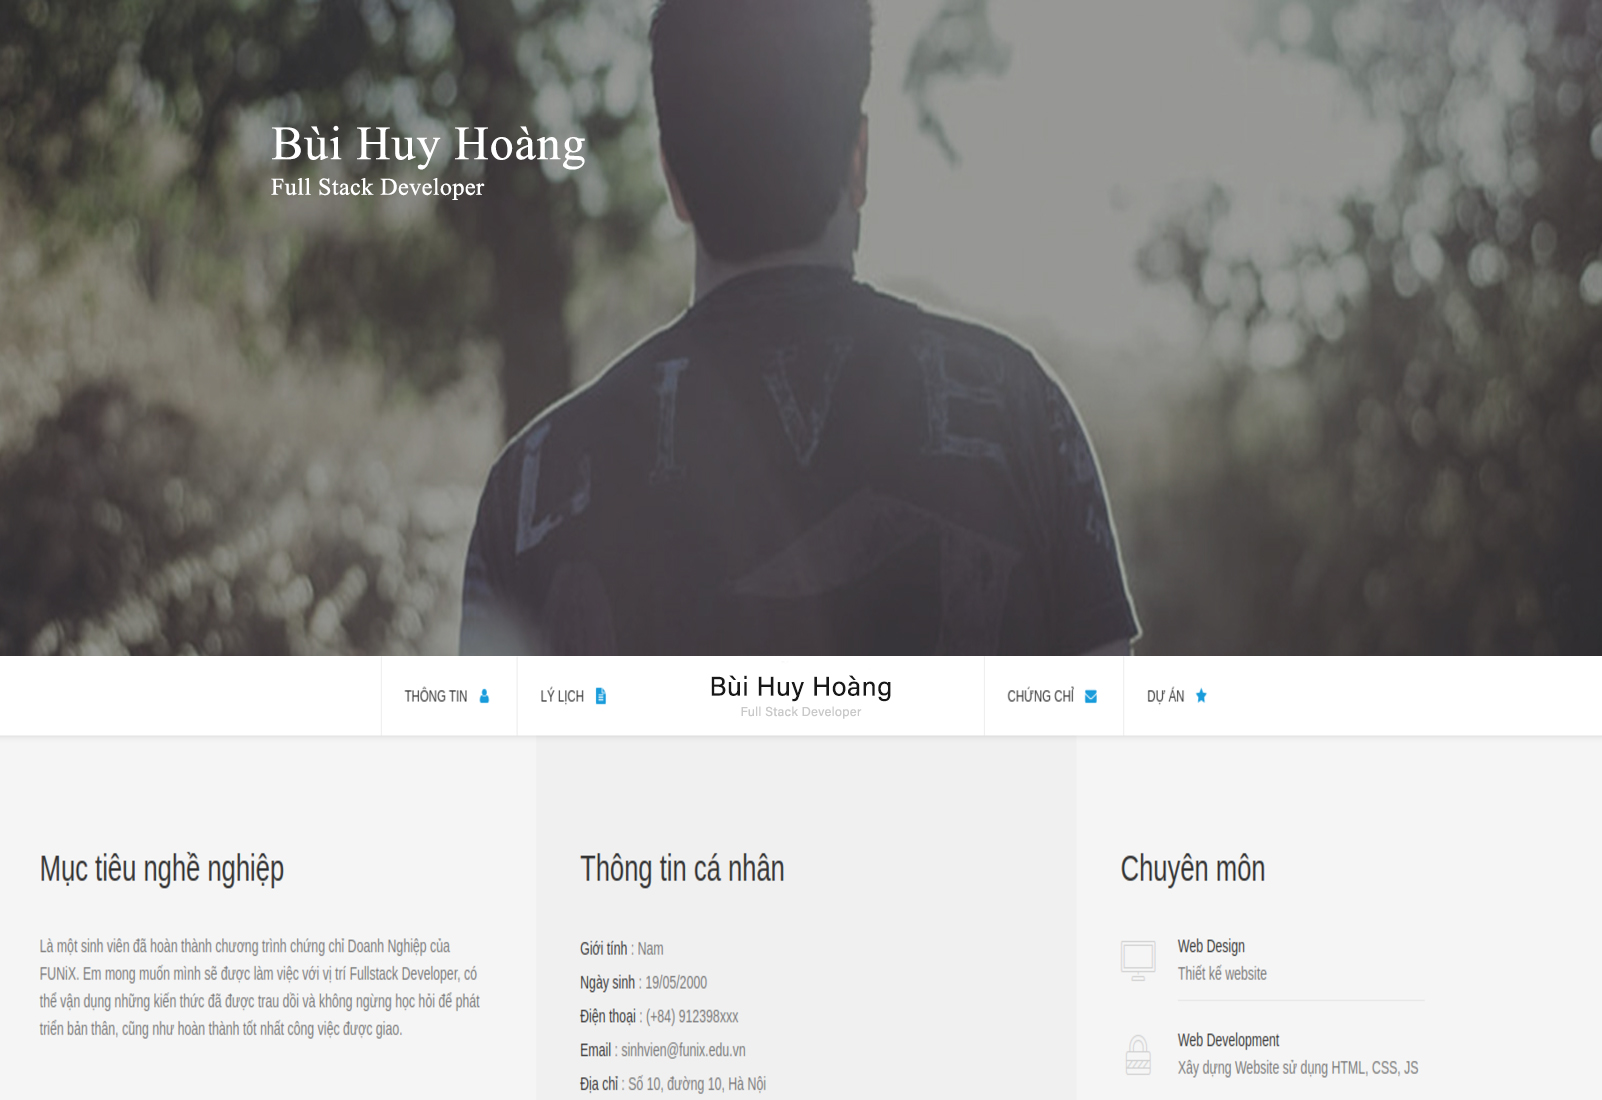 Bùi Huy Hoàng
Full Stack Developer
LIVE
THÔNG TIN
LÝ LỊCH
Bùi Huy Hoàng
Full Stack Developer
CHỨNG CHỈ
DỰ ÁN
Mục tiêu nghề nghiệp
Là một sinh viên đã hoàn thành chương trình chứng chỉ Doanh Nghiệp của
FUNiX. Em mong muốn mình sẽ được làm việc với vị trí Fullstack Developer, có
thể vận dụng những kiến thức đã được trau dồi và không ngừng học hỏi để phát
triển bản thân, cũng như hoàn thành tốt nhất công việc được giao.
Thông tin cá nhân
Giới tính : Nam
Ngày sinh : 19/05/2000
Điện thoại : (+84) 912398xxx
Email : sinhvien@funix.edu.vn
Địa chỉ : Số 10, đường 10, Hà Nội
Chuyên môn
Web Design
Thiết kế website
Web Development
Xây dựng Website sử dụng HTML, CSS, JS